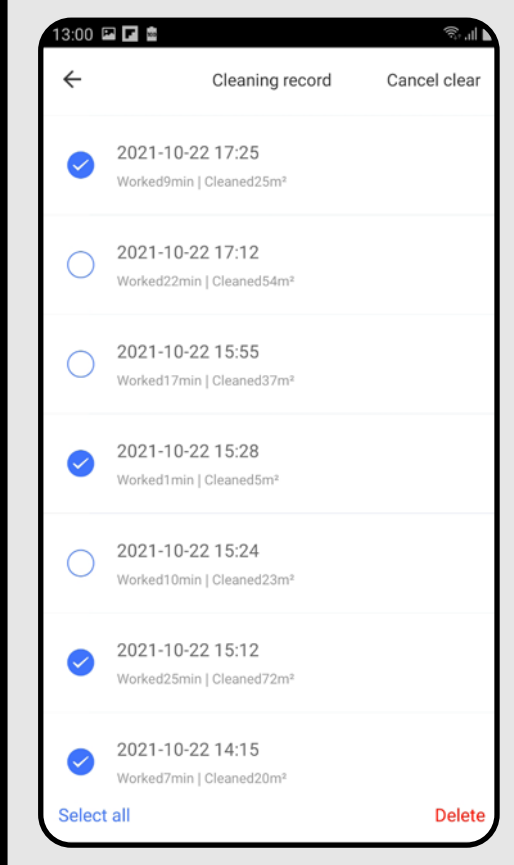 13:00
Cleaning record Cancel clear
2021-10-22 17:25
Worked9min | Cleaned25m²
2021-10-22 17:12
Worked22min | Cleaned54m²
2021-10-22 15:55
Worked17min | Cleaned37m²
2021-10-22 15:28
Worked1min | Cleaned5m²
2021-10-22 15:24
Worked10min | Cleaned23m²
2021-10-22 15:12
Worked25min | Cleaned72m²
2021-10-22 14:15
Worked7min | Cleaned20m²
Select all Delete